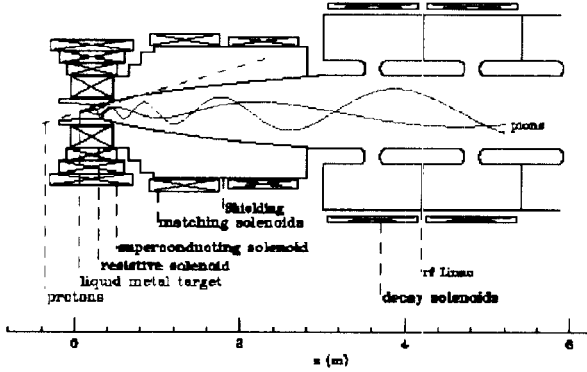 pions
Shielding
matching solenoids
superconducting solenoid
resistive solenoid
liquid metal target
protons
rf Linac
decay solenoids
0 2 4 6
z (m)